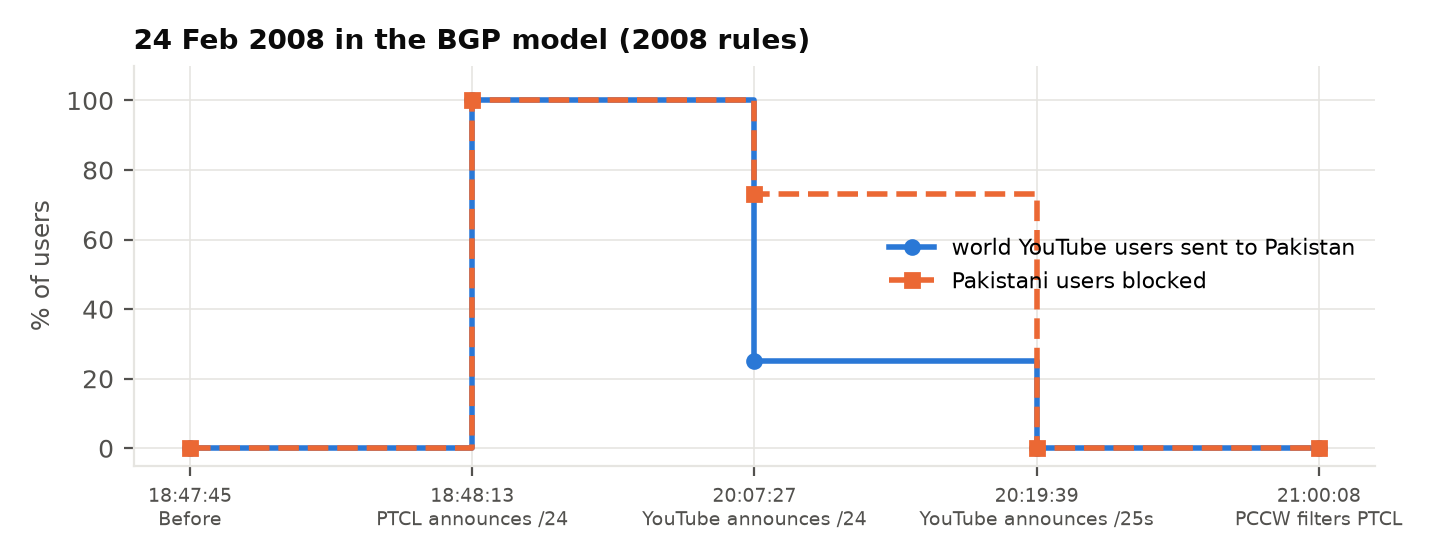 24 Feb 2008 in the BGP model (2008 rules)
% of users
100
80
60
40
20
0
world YouTube users sent to Pakistan
Pakistani users blocked
18:47:45
Before
18:48:13
PTCL announces /24
20:07:27
YouTube announces /24
20:19:39
YouTube announces /25s
21:00:08
PCCW filters PTCL